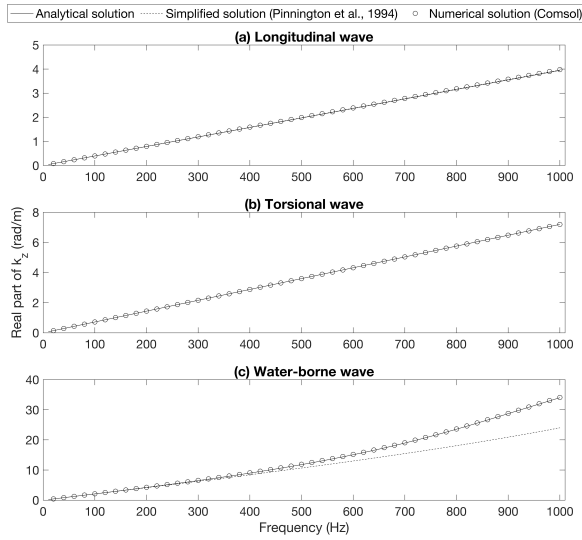 Analytical solution Simplified solution (Pinnington et al., 1994) Numerical solution (Comsol)
(a) Longitudinal wave
5
4
3
2
1
0
0 100 200 300 400 500 600 700 800 900 1000
(b) Torsional wave
8
6
4
2
0
0 100 200 300 400 500 600 700 800 900 1000
Real part of k_z (rad/m)
(c) Water-borne wave
40
30
20
10
0
0 100 200 300 400 500 600 700 800 900 1000
Frequency (Hz)